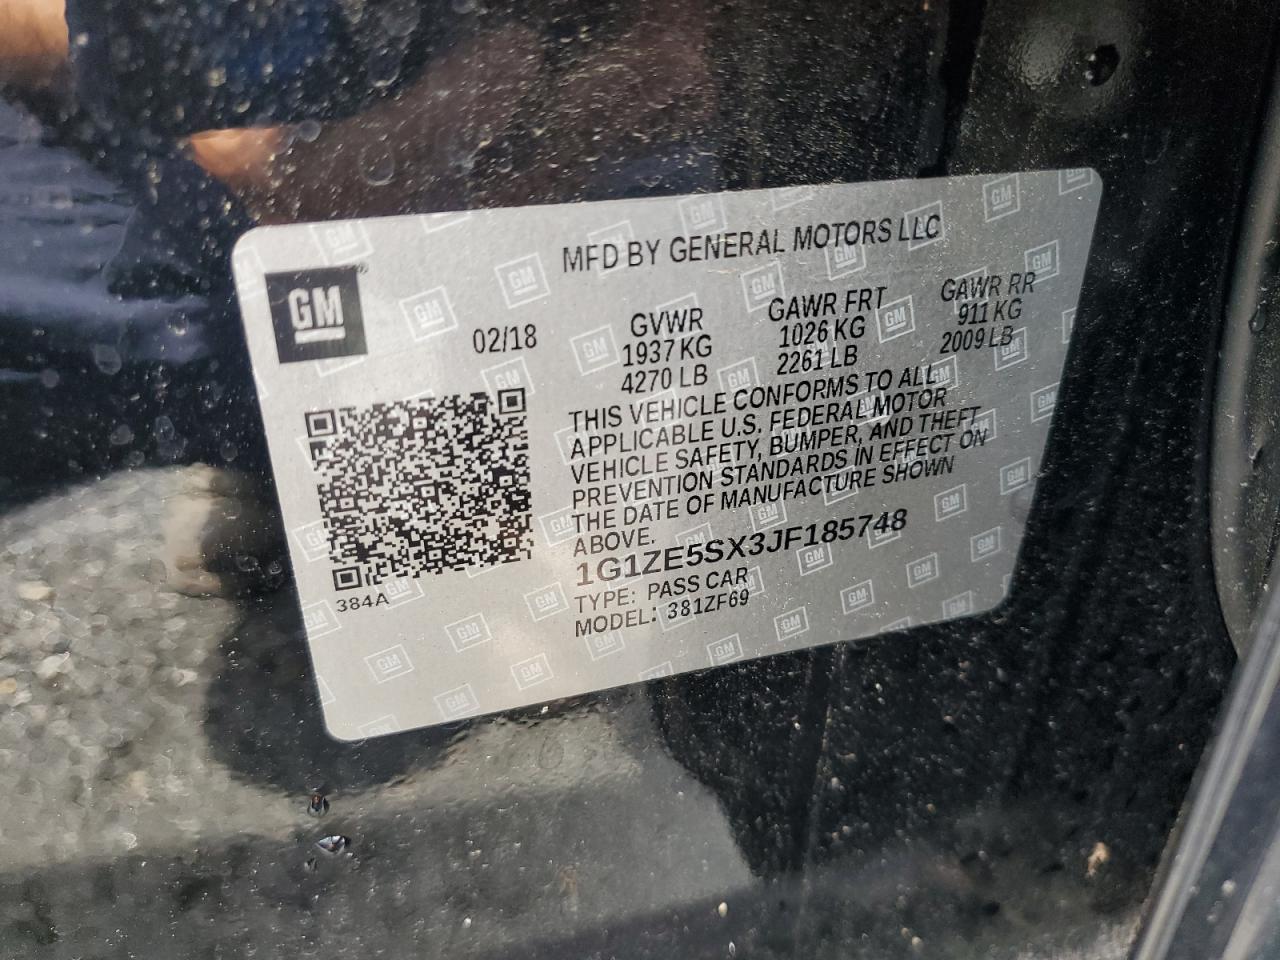 MFD BY GENERAL MOTORS LLC
GM
02/18
GVWR
1937 KG
4270 LB
GAWR FRT
1026 KG
2261 LB
GAWR RR
911 KG
2009 LB
THIS VEHICLE CONFORMS TO ALL
APPLICABLE U.S. FEDERAL MOTOR
VEHICLE SAFETY, BUMPER, AND THEFT
PREVENTION STANDARDS IN EFFECT ON
THE DATE OF MANUFACTURE SHOWN
ABOVE.
1G1ZE5SX3JF185748
TYPE: PASS CAR
MODEL: 381ZF69
384A